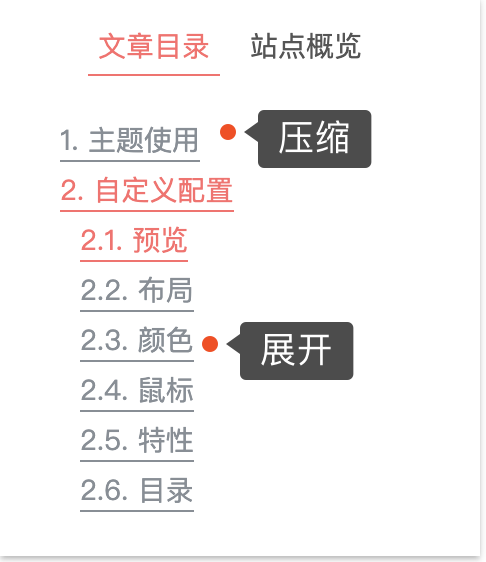 文章目录 站点概览
1. 主题使用 压缩
2. 自定义配置
2.1. 预览
2.2. 布局
2.3. 颜色 展开
2.4. 鼠标
2.5. 特性
2.6. 目录